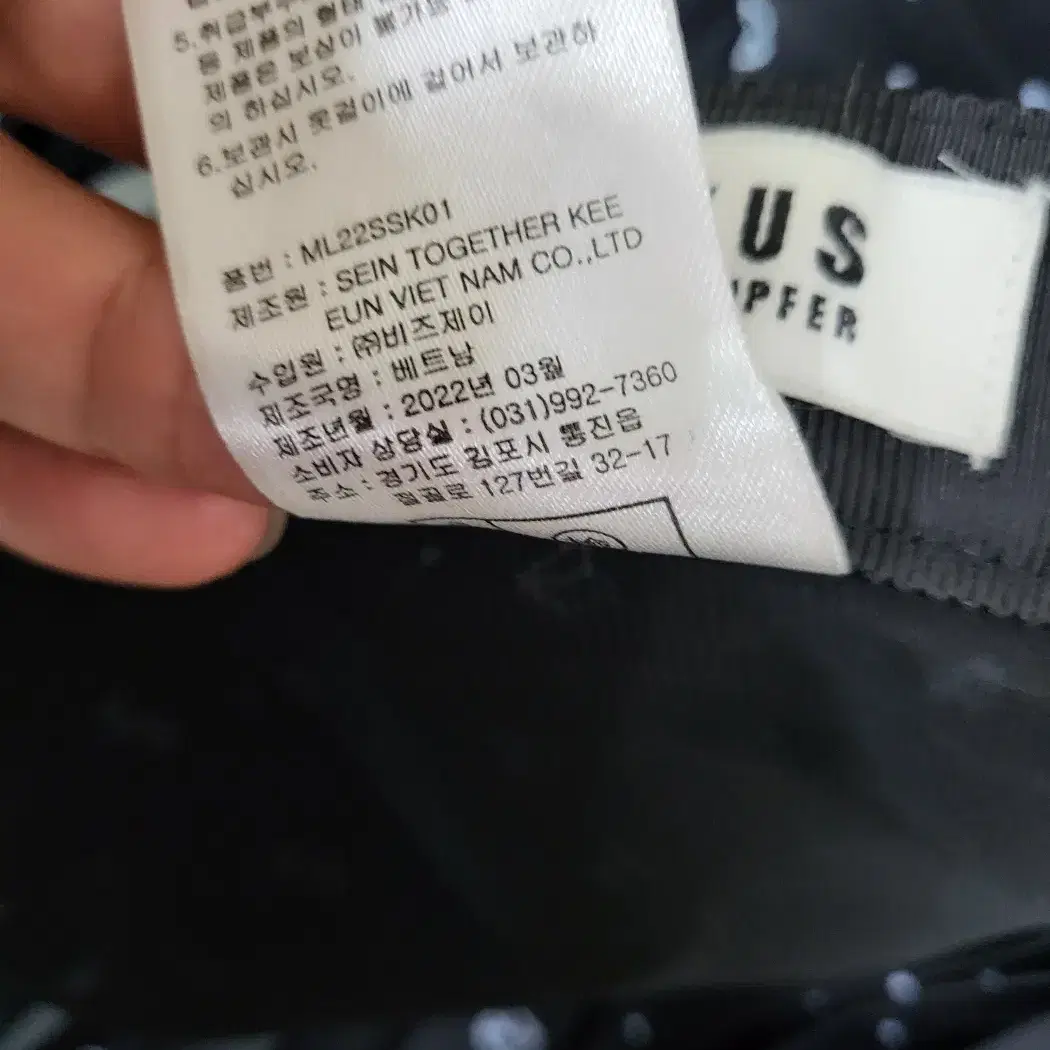 5.취급부주
등 제품의 형태
제품은 보상이 불가능
의 하십시오.
6.보관시 옷걸이에 걸어서 보관하
십시오.
품번 : ML22SSK01
제조원 : SEIN TOGETHER KEE
EUN VIET NAM CO.,LTD
수입원 : ㈜비즈제이
제조국명 : 베트남
제조년월 : 2022년 03월
소비자 상담실 : (031)992-7360
주소 : 경기도 김포시 통진읍
127번길 32-17
US
PFER